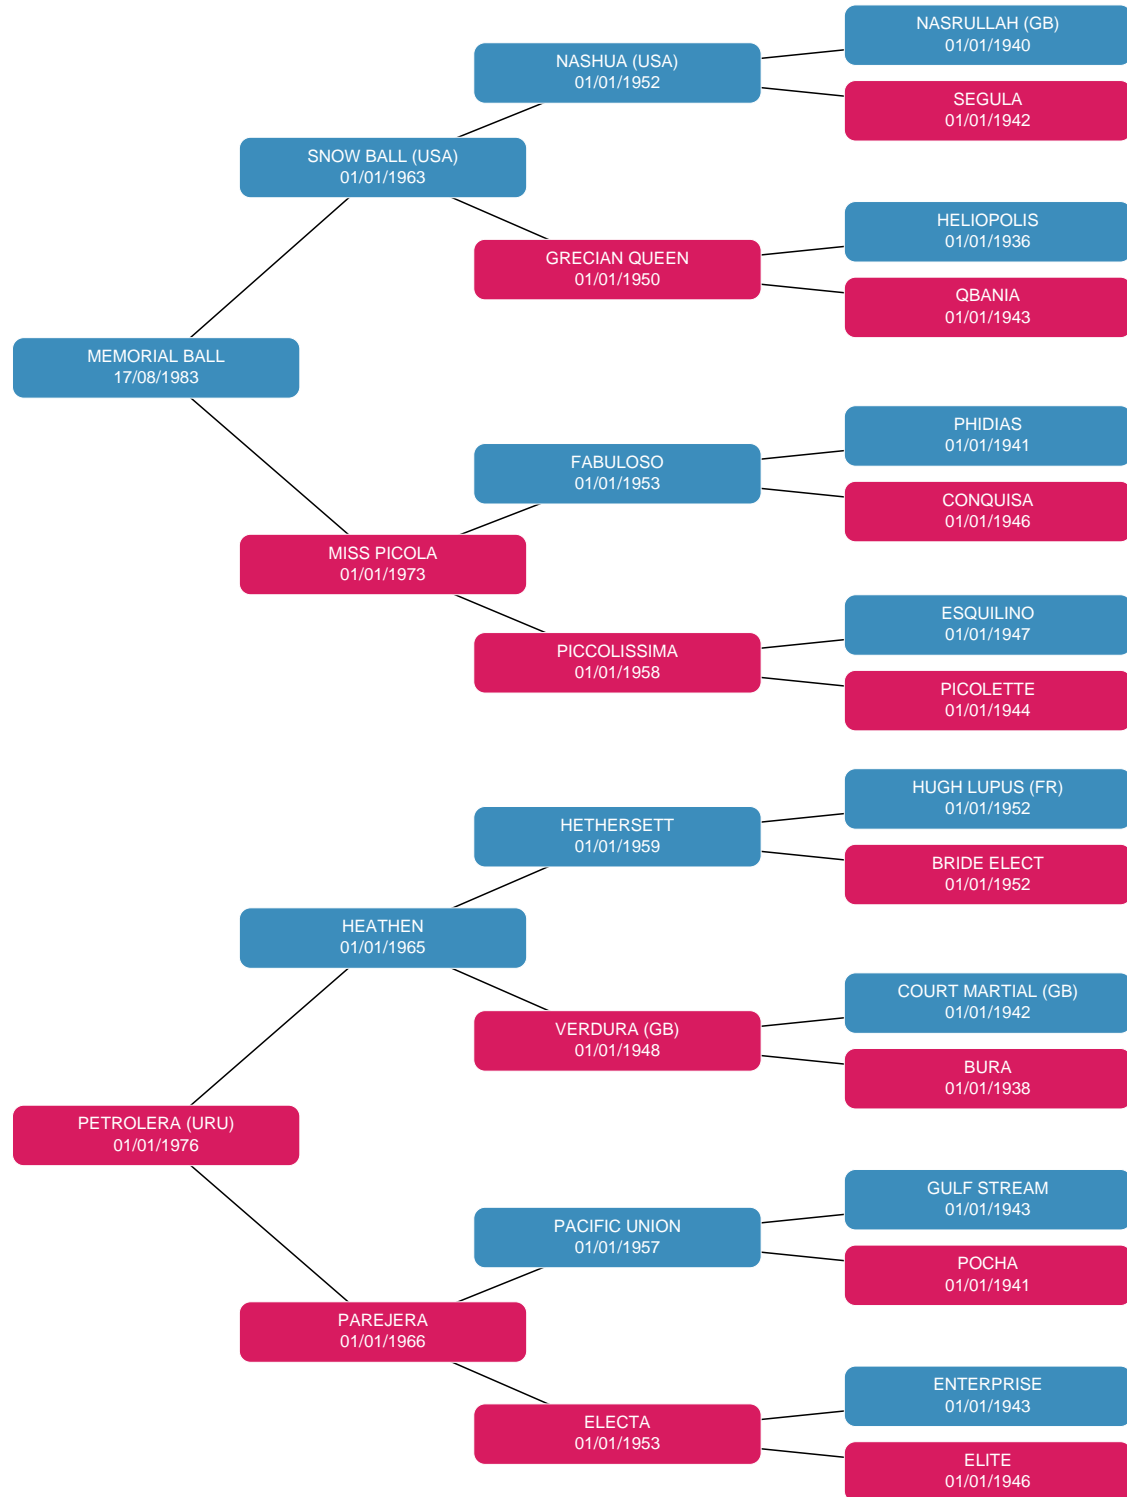 NASRULLAH (GB)
01/01/1940
NASHUA (USA)
01/01/1952
SEGULA
01/01/1942
SNOW BALL (USA)
01/01/1963
HELIOPOLIS
01/01/1936
GRECIAN QUEEN
01/01/1950
QBANIA
01/01/1943
MEMORIAL BALL
17/08/1983
PHIDIAS
01/01/1941
FABULOSO
01/01/1953
CONQUISA
01/01/1946
MISS PICOLA
01/01/1973
ESQUILINO
01/01/1947
PICCOLISSIMA
01/01/1958
PICOLETTE
01/01/1944
HUGH LUPUS (FR)
01/01/1952
HETHERSETT
01/01/1959
BRIDE ELECT
01/01/1952
HEATHEN
01/01/1965
COURT MARTIAL (GB)
01/01/1942
VERDURA (GB)
01/01/1948
BURA
01/01/1938
PETROLERA (URU)
01/01/1976
GULF STREAM
01/01/1943
PACIFIC UNION
01/01/1957
POCHA
01/01/1941
PAREJERA
01/01/1966
ENTERPRISE
01/01/1943
ELECTA
01/01/1953
ELITE
01/01/1946